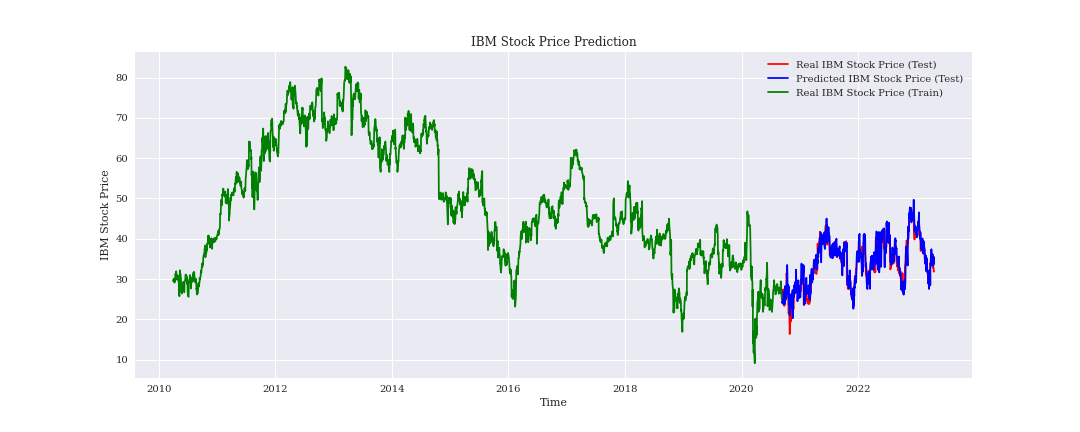 IBM Stock Price Prediction
Real IBM Stock Price (Test)
Predicted IBM Stock Price (Test)
Real IBM Stock Price (Train)
IBM Stock Price
80
70
60
50
40
30
20
10
2010 2012 2014 2016 2018 2020 2022
Time